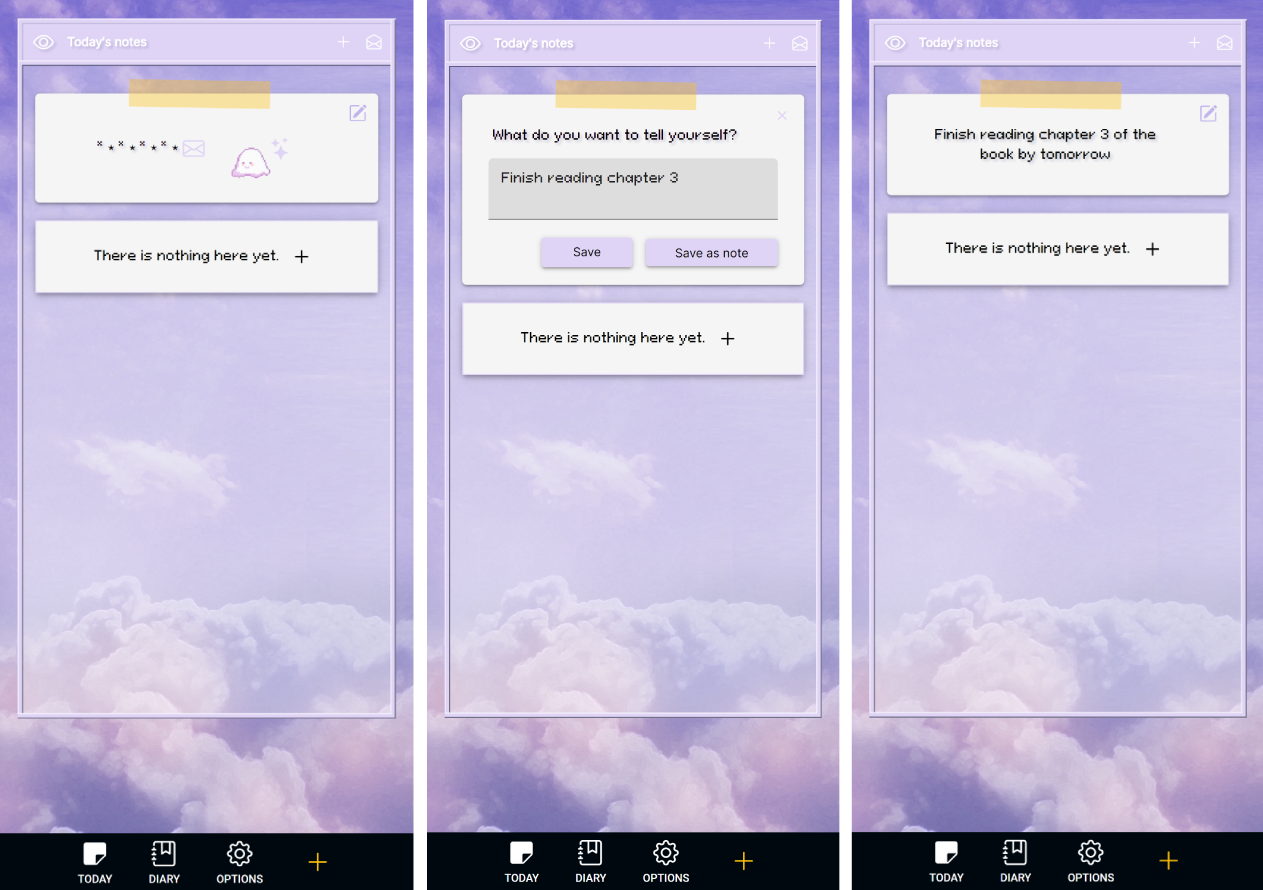 Today's notes
*⋆*⋆*⋆*⋆
There is nothing here yet.
TODAY
DIARY
OPTIONS
Today's notes
What do you want to tell yourself?
Finish reading chapter 3
Save
Save as note
There is nothing here yet.
TODAY
DIARY
OPTIONS
Today's notes
Finish reading chapter 3 of the
book by tomorrow
There is nothing here yet.
TODAY
DIARY
OPTIONS